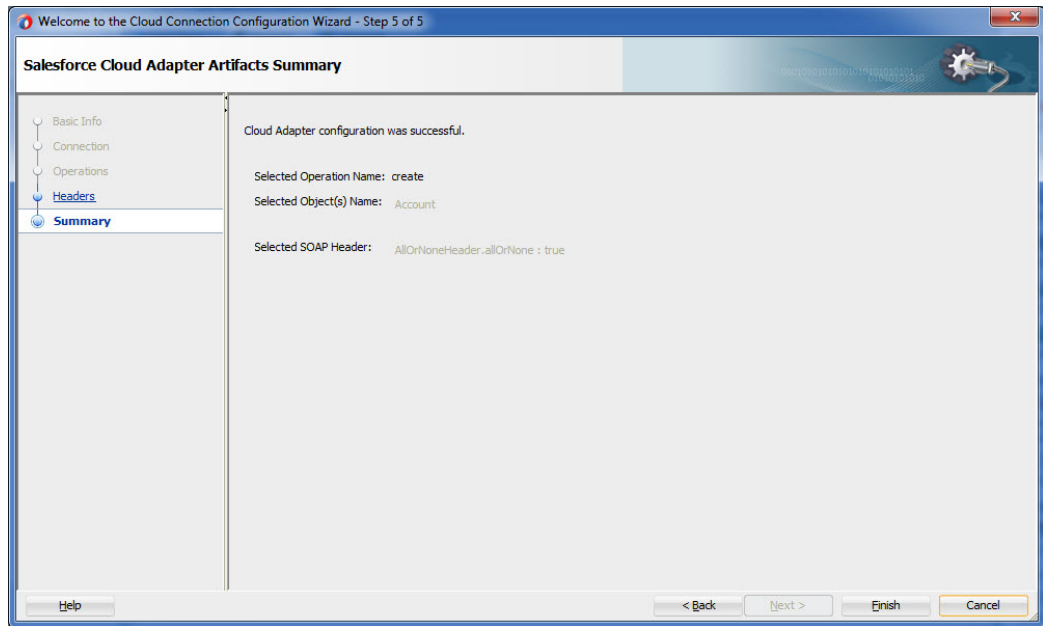 Welcome to the Cloud Connection Configuration Wizard - Step 5 of 5
Salesforce Cloud Adapter Artifacts Summary
Basic Info
Connection
Operations
Headers
Summary
Cloud Adapter configuration was successful.
Selected Operation Name: create
Selected Object(s) Name: Account
Selected SOAP Header: AllOrNoneHeader.allOrNone : true
Help
< Back
Next >
Finish
Cancel